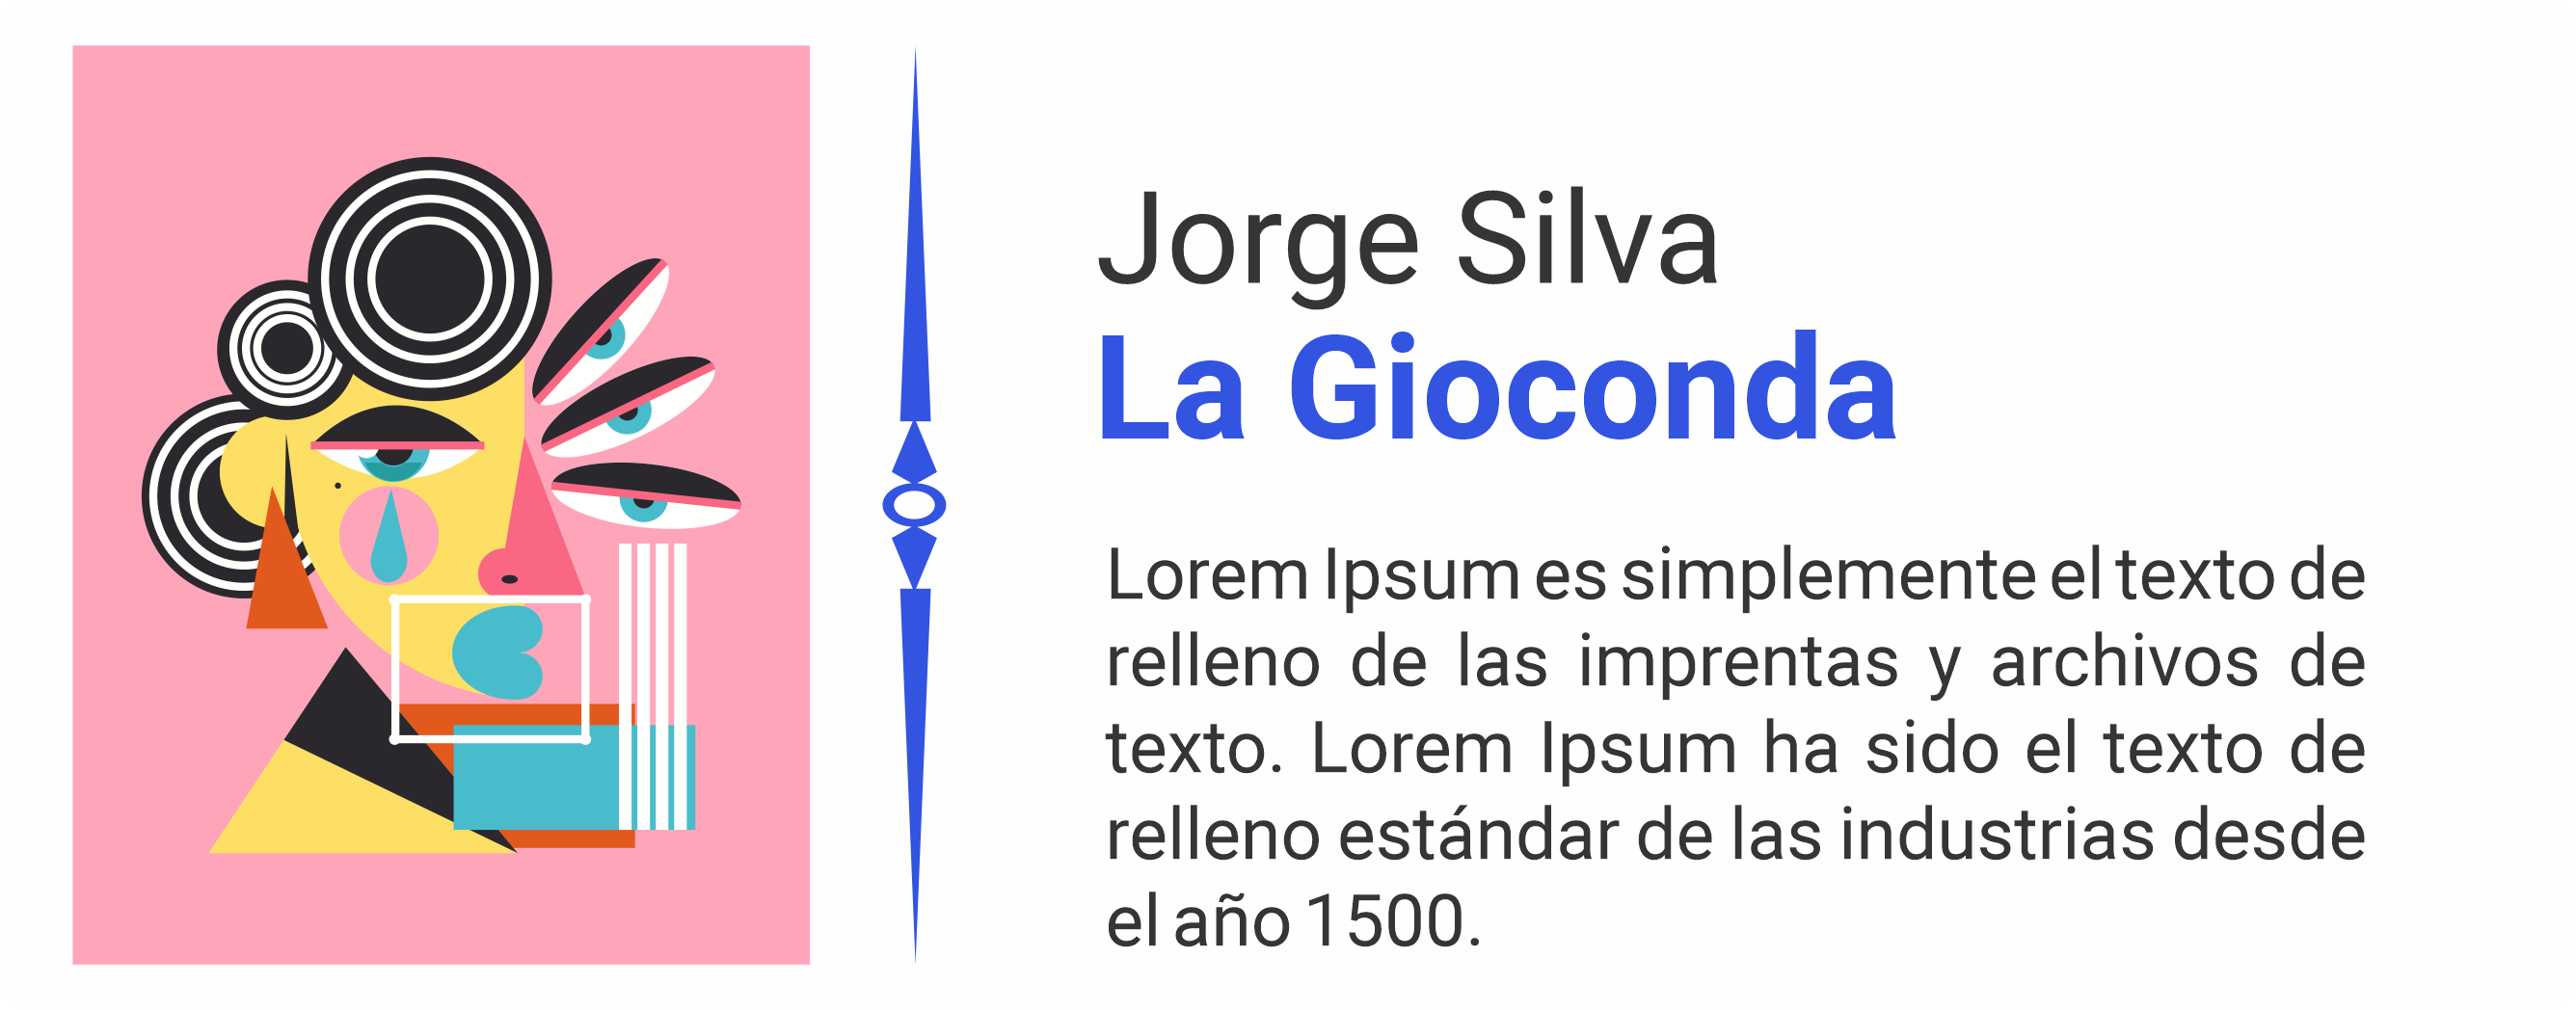 Jorge Silva
La Gioconda
Lorem Ipsum es simplemente el texto de
relleno de las imprentas y archivos de
texto. Lorem Ipsum ha sido el texto de
relleno estándar de las industrias desde
el año 1500.